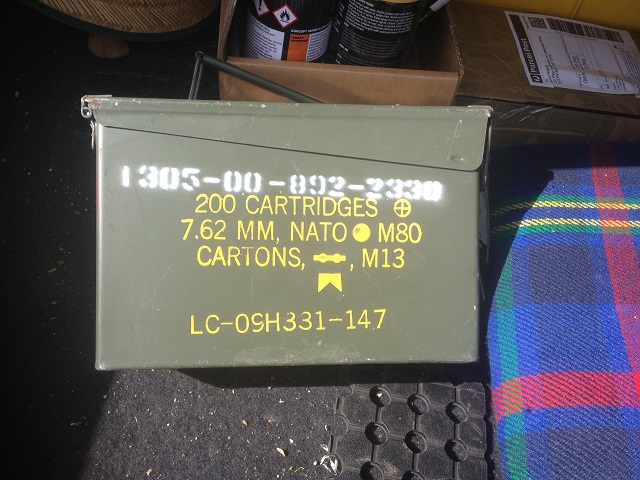 1305-00-892-2330
200 CARTRIDGES
7.62 MM, NATO M80
CARTONS, , M13
LC-09H331-147